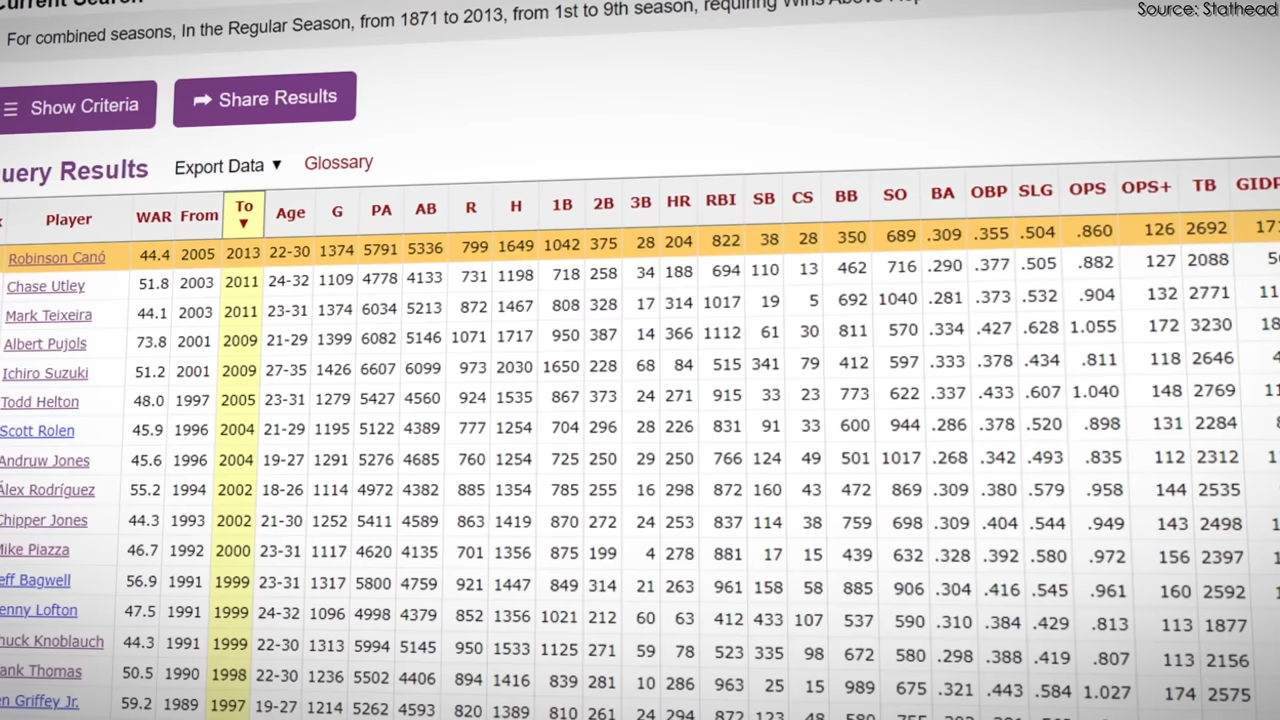 Source: Stathead
Current Search
For combined seasons, In the Regular Season, from 1871 to 2013, from 1st to 9th season, requiring Wins Above
Show Criteria Share Results
uery Results Export Data ▼ Glossary
Player WAR From To ▼ Age G PA AB R H 1B 2B 3B HR RBI SB CS BB SO BA OBP SLG OPS OPS+ TB GIDP
Robinson Canó 44.4 2005 2013 22-30 1374 5791 5336 799 1649 1042 375 28 204 822 38 28 350 689 .309 .355 .504 .860 126 2692 171
Chase Utley 51.8 2003 2011 24-32 1109 4778 4133 731 1198 718 258 34 188 694 110 13 462 716 .290 .377 .505 .882 127 2088 5
Mark Teixeira 44.1 2003 2011 23-31 1374 6034 5213 872 1467 808 328 17 314 1017 19 5 692 1040 .281 .373 .532 .904 132 2771 11
Albert Pujols 73.8 2001 2009 21-29 1399 6082 5146 1071 1717 950 387 14 366 1112 61 30 811 570 .334 .427 .628 1.055 172 3230 18
Ichiro Suzuki 51.2 2001 2009 27-35 1426 6607 6099 973 2030 1650 228 68 84 515 341 79 412 597 .333 .378 .434 .811 118 2646 4
Todd Helton 48.0 1997 2005 23-31 1279 5427 4560 924 1535 867 373 24 271 915 33 23 773 622 .337 .433 .607 1.040 148 2769 11
Scott Rolen 45.9 1996 2004 21-29 1195 5122 4389 777 1254 704 296 28 226 831 91 33 600 944 .286 .378 .520 .898 131 2284
Andruw Jones 45.6 1996 2004 19-27 1291 5276 4685 760 1254 725 250 29 250 766 124 49 501 1017 .268 .342 .493 .835 112 2312 1
Álex Rodríguez 55.2 1994 2002 18-26 1114 4972 4382 885 1354 785 255 16 298 872 160 43 472 869 .309 .380 .579 .958 144 2535
Chipper Jones 44.3 1993 2002 21-30 1252 5411 4589 863 1419 870 272 24 253 837 114 38 759 698 .309 .404 .544 .949 143 2498 1
Mike Piazza 46.7 1992 2000 23-31 1117 4620 4135 701 1356 875 199 4 278 881 17 15 439 632 .328 .392 .580 .972 156 2397 1
eff Bagwell 56.9 1991 1999 23-31 1317 5800 4759 921 1447 849 314 21 263 961 158 58 885 906 .304 .416 .545 .961 160 2592 1
enny Lofton 47.5 1991 1999 24-32 1096 4998 4379 852 1356 1021 212 60 63 412 433 107 537 590 .310 .384 .429 .813 113 1877
huck Knoblauch 44.3 1991 1999 22-30 1313 5994 5145 950 1533 1125 271 59 78 523 335 98 672 580 .298 .388 .419 .807 113 2156
ank Thomas 50.5 1990 1998 22-30 1236 5502 4406 894 1416 839 281 10 286 963 25 15 989 675 .321 .443 .584 1.027 174 2575
en Griffey Jr. 59.2 1989 1997 19-27 1214 5262 4593 820 1389 810 261 24 294 872 123 48 580